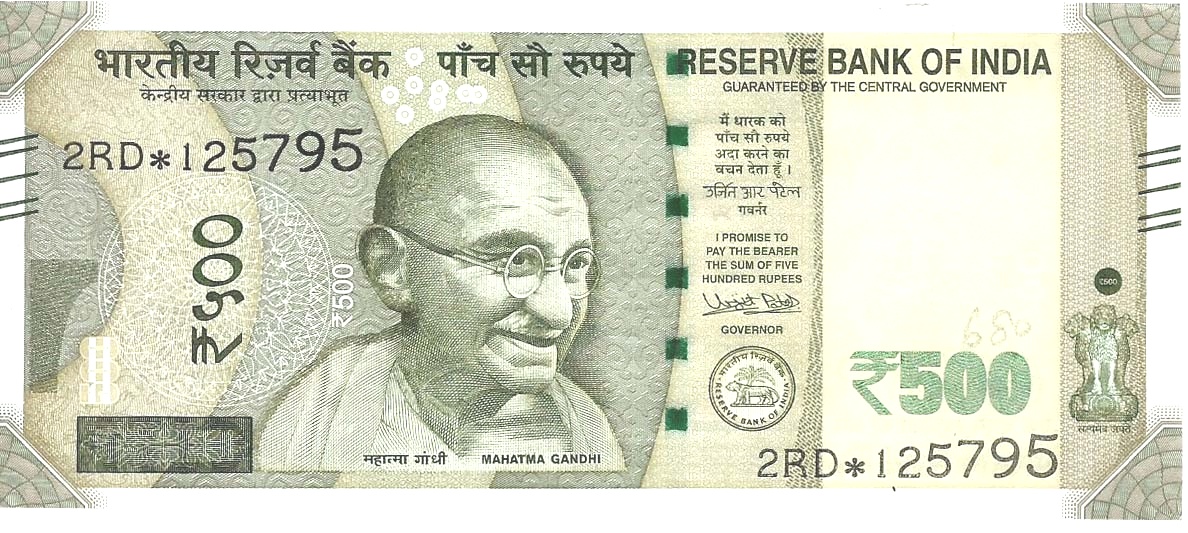 भारतीय रिज़र्व बैंक
केन्द्रीय सरकार द्वारा प्रत्याभूत
पाँच सौ रुपये
RESERVE BANK OF INDIA
GUARANTEED BY THE CENTRAL GOVERNMENT
2RD*125795
₹५००
₹500
मैं धारक को
पाँच सौ रुपये
अदा करने का
वचन देता हूँ ।
उर्जित आर पटेल
गवर्नर
I PROMISE TO
PAY THE BEARER
THE SUM OF FIVE
HUNDRED RUPEES
Urjit Patel
GOVERNOR
भारतीय रिज़र्व बैंक
RESERVE BANK OF INDIA
₹500
680
₹500
सत्यमेव जयते
महात्मा गांधी MAHATMA GANDHI
2RD*125795